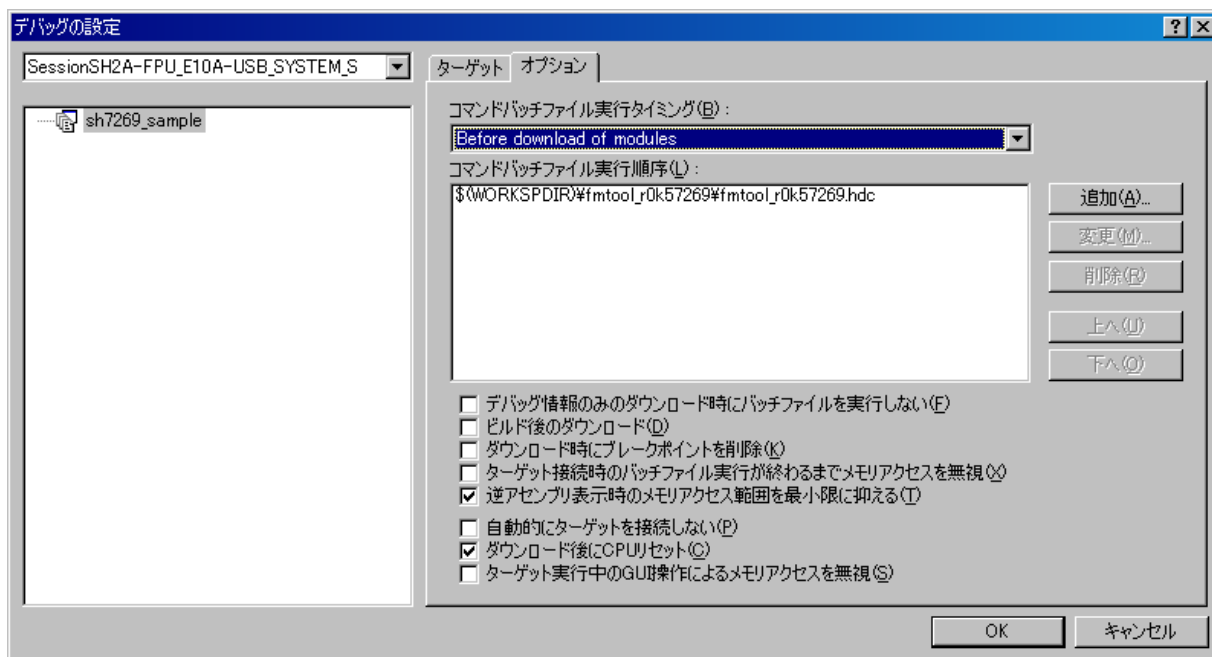 デバッグの設定
SessionSH2A-FPU_E10A-USB_SYSTEM_S
sh7269_sample
ターゲット オプション
コマンドバッチファイル実行タイミング(B) :
Before download of modules
コマンドバッチファイル実行順序(L) :
$(WORKSPDIR)¥fmtool_r0k57269¥fmtool_r0k57269.hdc
追加(A)...
変更(M)...
削除(R)
上へ(U)
下へ(O)
デバッグ情報のみのダウンロード時にバッチファイルを実行しない(F)
ビルド後のダウンロード(D)
ダウンロード時にブレークポイントを削除(K)
ターゲット接続時のバッチファイル実行が終わるまでメモリアクセスを無視(X)
逆アセンブリ表示時のメモリアクセス範囲を最小限に抑える(T)
自動的にターゲットを接続しない(P)
ダウンロード後にCPUリセット(C)
ターゲット実行中のGUI操作によるメモリアクセスを無視(S)
OK
キャンセル